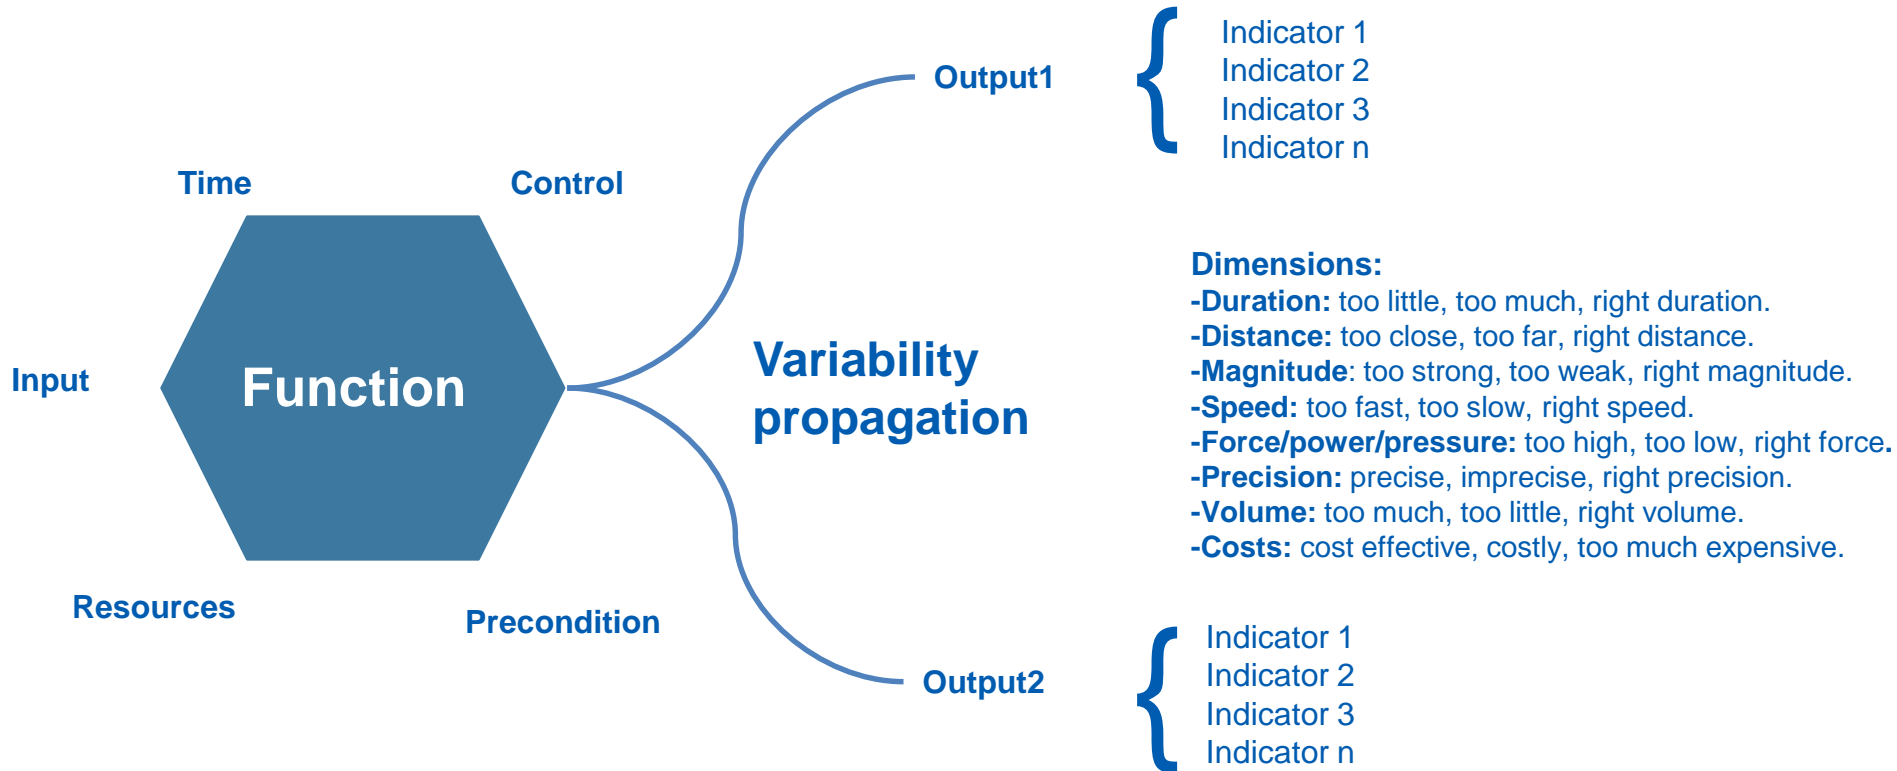 Indicator 1
Indicator 2
Indicator 3
Indicator n
Output1
Time
Control
Input
Function
Resources
Precondition
Variability
propagation
Dimensions:
-Duration: too little, too much, right duration.
-Distance: too close, too far, right distance.
-Magnitude: too strong, too weak, right magnitude.
-Speed: too fast, too slow, right speed.
-Force/power/pressure: too high, too low, right force.
-Precision: precise, imprecise, right precision.
-Volume: too much, too little, right volume.
-Costs: cost effective, costly, too much expensive.
Output2
Indicator 1
Indicator 2
Indicator 3
Indicator n